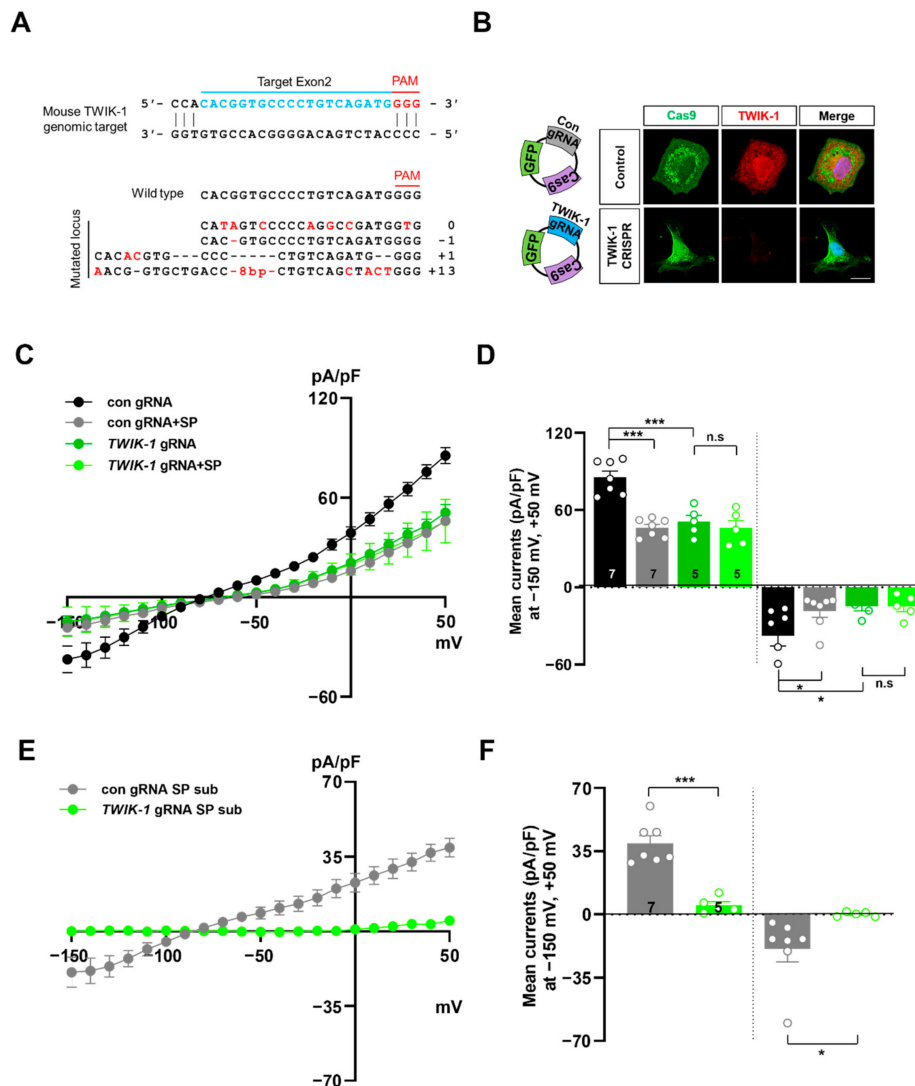 A
Target Exon2 PAM
5′- CCA CACGGTGCCCCTGTCAGATGGGG - 3′
Mouse TWIK-1
genomic target
3′- GGTGTGCCACGGGGACAGTCTACCCC - 5′
PAM
Wild type CACGGTGCCCCTGTCAGATGGGG
Mutated locus
CATAGTCCCCCAGGCCGATGGTG 0
CAC-GTGCCCCTGTCAGATGGGG -1
CACACGTG---CC-----CTGTCAGATG--GGG +1
AACG-GTGCTGACC-8bp-CTGTCAGCTACTGGG +13
B
Con
gRNA
GFP
Cas9
TWIK-1
gRNA
GFP
Cas9
Cas9 TWIK-1 Merge
Control
TWIK-1
CRISPR
C
pA/pF
con gRNA
con gRNA+SP
TWIK-1 gRNA
TWIK-1 gRNA+SP
120
60
−150 −100 −50 50
mV
−60
D
Mean currents (pA/pF)
at −150 mV, +50 mV
120
60
0
−60
***
***
n.s
7 7 5 5
*
*
n.s
E
pA/pF
con gRNA SP sub
TWIK-1 gRNA SP sub
70
35
−150 −100 −50 50
mV
−35
−70
F
Mean currents (pA/pF)
at −150 mV, +50 mV
70
35
0
−35
−70
***
7 5
*